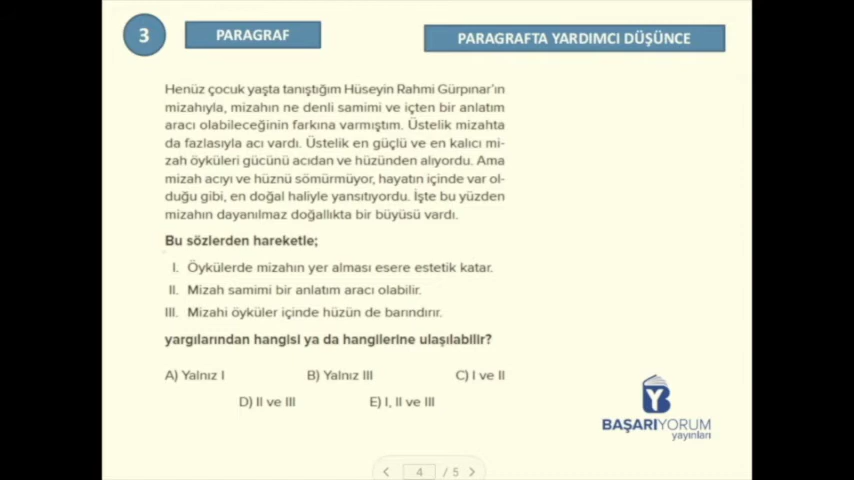 3
PARAGRAF
PARAGRAFTA YARDIMCI DÜŞÜNCE
Henüz çocuk yaşta tanıştığım Hüseyin Rahmi Gürpınar'ın
mizahıyla, mizahın ne denli samimi ve içten bir anlatım
aracı olabileceğinin farkına varmıştım. Üstelik mizahta
da fazlasıyla acı vardı. Üstelik en güçlü ve en kalıcı mi-
zah öyküleri gücünü acıdan ve hüzünden alıyordu. Ama
mizah acıyı ve hüznü sömürmüyor, hayatın içinde var ol-
duğu gibi, en doğal haliyle yansıtıyordu. İşte bu yüzden
mizahın dayanılmaz doğallıkta bir büyüsü vardı.
Bu sözlerden hareketle;
I. Öykülerde mizahın yer alması esere estetik katar.
II. Mizah samimi bir anlatım aracı olabilir.
III. Mizahi öyküler içinde hüzün de barındırır.
yargılarından hangisi ya da hangilerine ulaşılabilir?
A) Yalnız I B) Yalnız III C) I ve II
D) II ve III E) I, II ve III
BAŞARIYORUM
yayınları
4 / 5